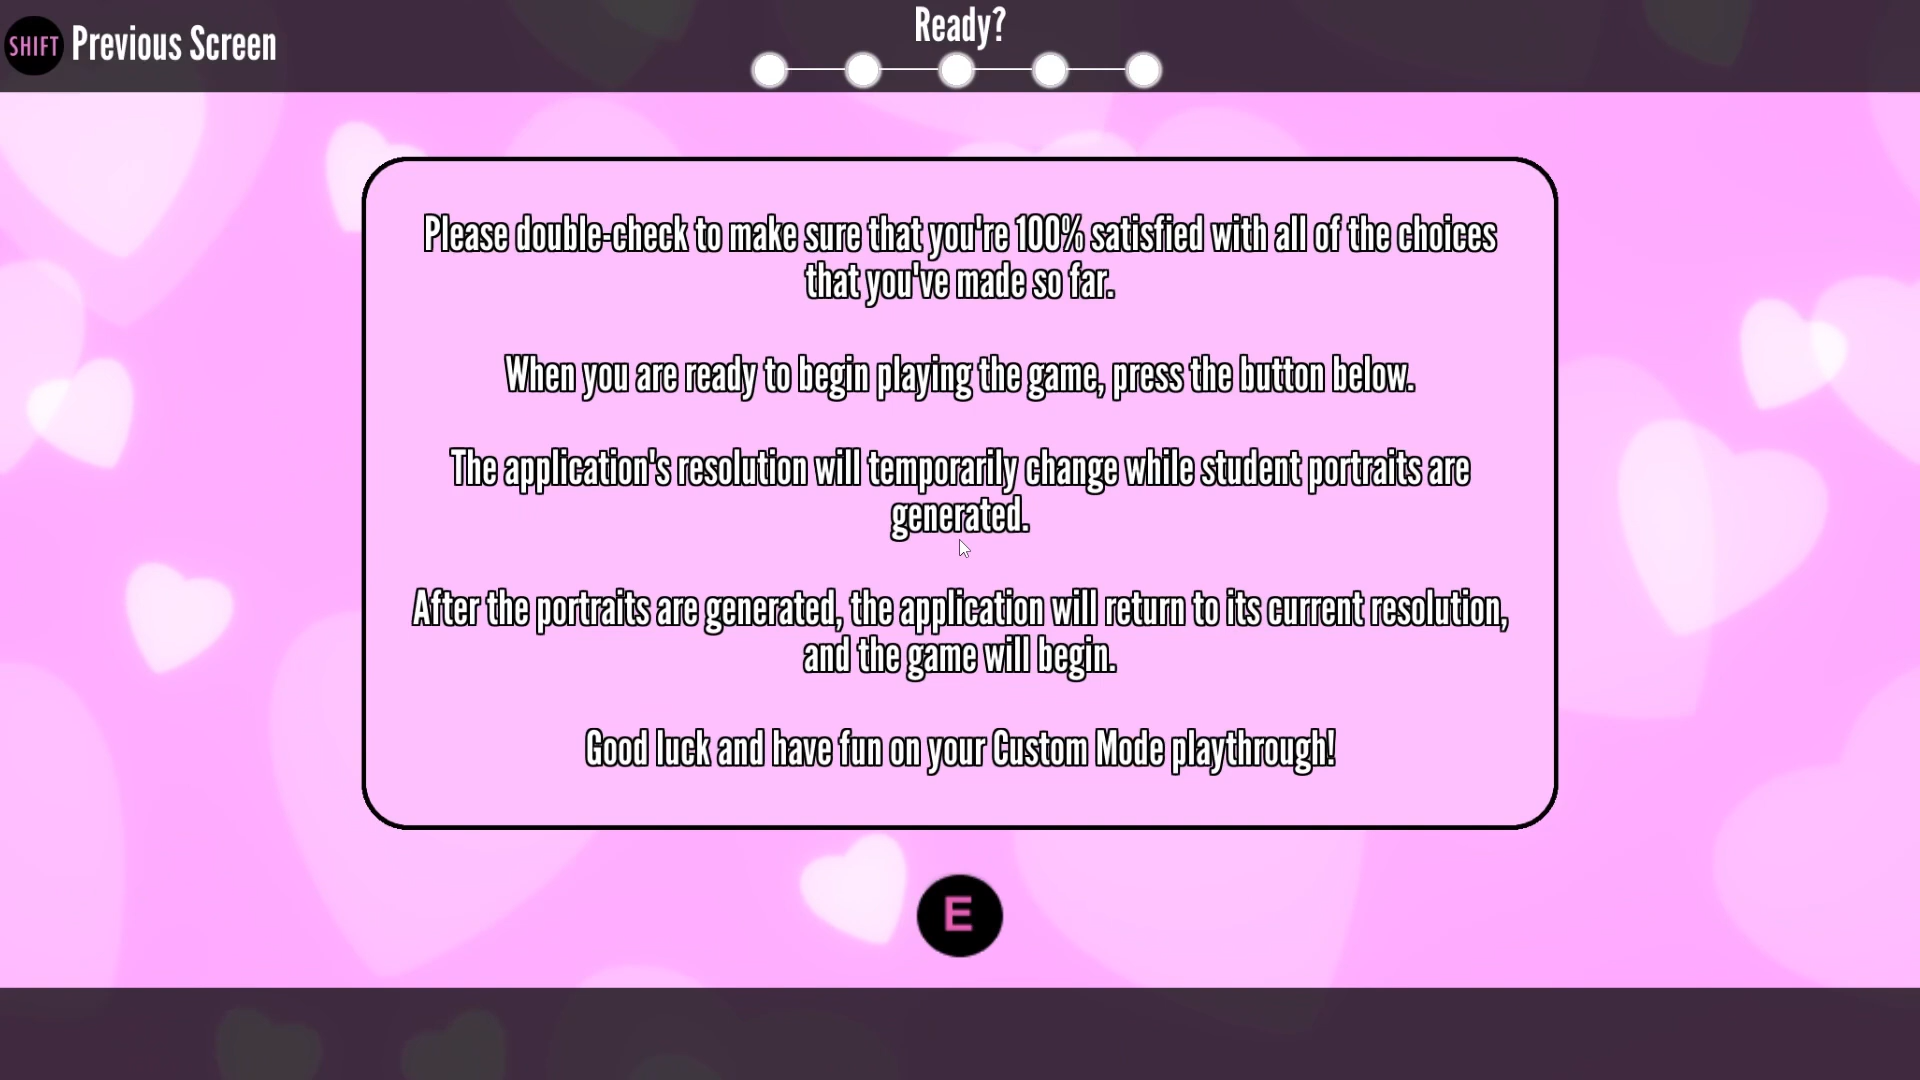 SHIFT Previous Screen
Ready?
Please double-check to make sure that you're 100% satisfied with all of the choices
that you've made so far.
When you are ready to begin playing the game, press the button below.
The application's resolution will temporarily change while student portraits are
generated.
After the portraits are generated, the application will return to its current resolution,
and the game will begin.
Good luck and have fun on your Custom Mode playthrough!
E